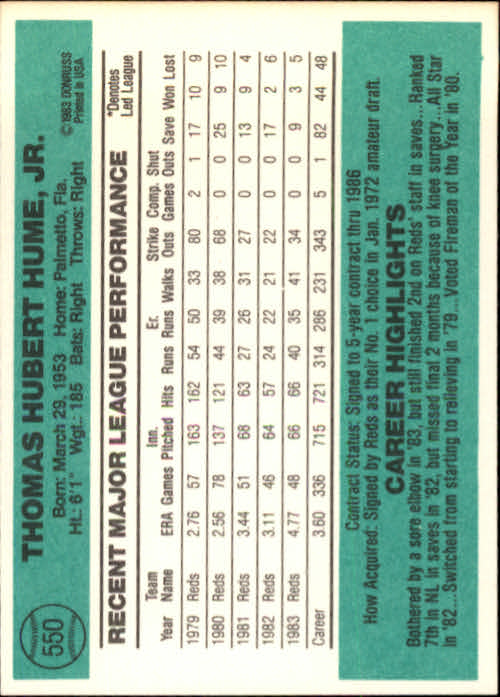 550
THOMAS HUBERT HUME, JR.
© 1983 DONRUSS
Printed in USA
Born: March 29, 1953 Home: Palmetto, Fla.
Ht.: 6'1" Wgt.: 185 Bats: Right Throws: Right
RECENT MAJOR LEAGUE PERFORMANCE
*Denotes
Led League
Team Inn. Er. Strike Comp. Shut
Year Name ERA Games Pitched Hits Runs Runs Walks Outs Games Outs Save Won Lost
1979 Reds 2.76 57 163 162 54 50 33 80 2 1 17 10 9
1980 Reds 2.56 78 137 121 44 39 38 68 0 0 25 9 10
1981 Reds 3.44 51 68 63 27 26 31 27 0 0 13 9 4
1982 Reds 3.11 46 64 57 24 22 21 22 0 0 17 2 6
1983 Reds 4.77 48 66 66 40 35 41 34 0 0 9 3 5
Career 3.60 336 715 721 314 286 231 343 5 1 82 44 48
Contract Status: Signed to 5-year contract thru 1986
How Acquired: Signed by Reds as their No. 1 choice in Jan. 1972 amateur draft.
CAREER HIGHLIGHTS
Bothered by a sore elbow in '83, but still finished 2nd on Reds' staff in saves...Ranked
7th in NL in saves in '82, but missed final 2 months because of knee surgery...All Star
in '82...Switched from starting to relieving in '79...Voted Fireman of the Year in '80.